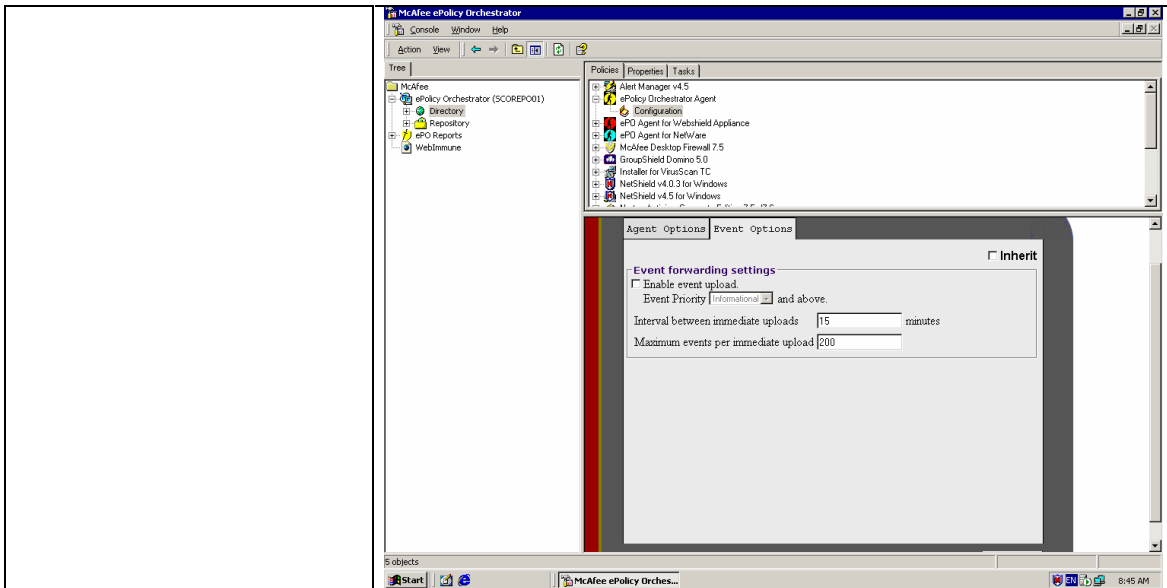 McAfee ePolicy Orchestrator
Console Window Help
Action View
Tree
McAfee
ePolicy Orchestrator (SCOREPO01)
Directory
Repository
ePO Reports
WebImmune
Policies Properties Tasks
Alert Manager v4.5
ePolicy Orchestrator Agent
Configuration
ePO Agent for Webshield Appliance
ePO Agent for NetWare
McAfee Desktop Firewall 7.5
GroupShield Domino 5.0
Installer for VirusScan TC
NetShield v4.0.3 for Windows
NetShield v4.5 for Windows
Agent Options Event Options
Inherit
Event forwarding settings
Enable event upload.
Event Priority Informational and above.
Interval between immediate uploads 15 minutes
Maximum events per immediate upload 200
5 objects
Start McAfee ePolicy Orches... EN 8:45 AM